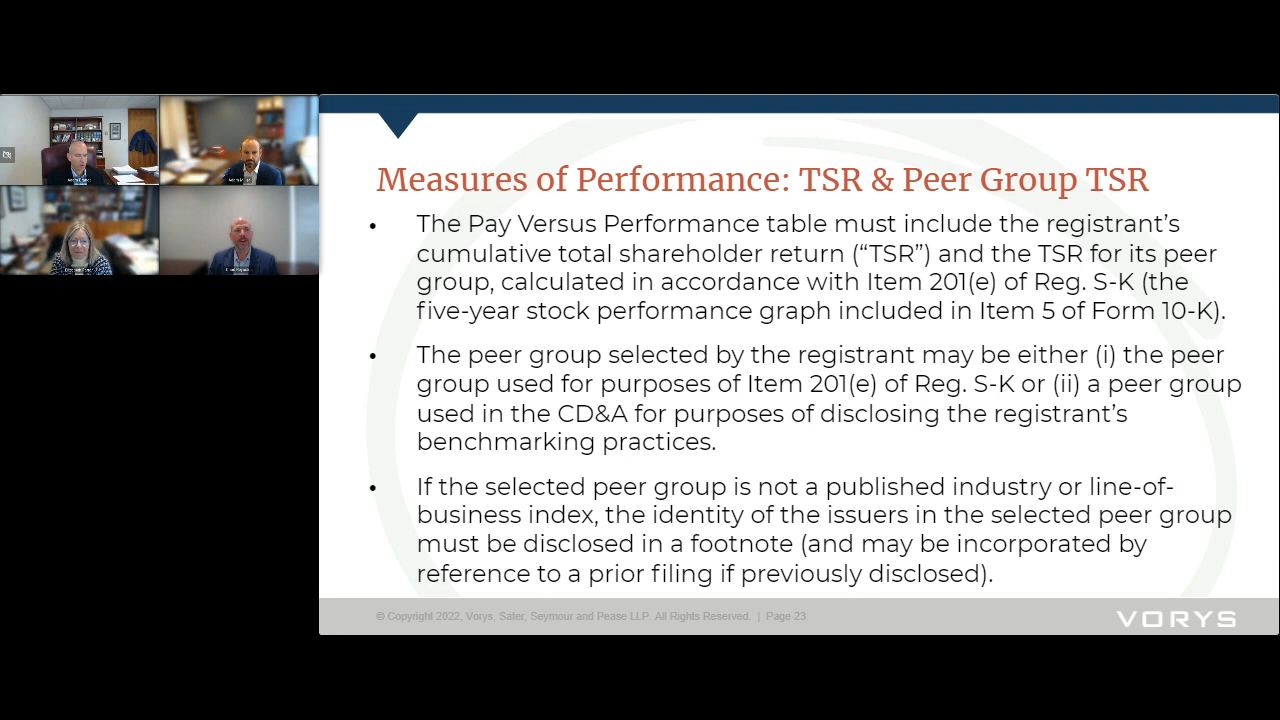 Measures of Performance: TSR & Peer Group TSR
• The Pay Versus Performance table must include the registrant’s
cumulative total shareholder return (“TSR”) and the TSR for its peer
group, calculated in accordance with Item 201(e) of Reg. S-K (the
five-year stock performance graph included in Item 5 of Form 10-K).
• The peer group selected by the registrant may be either (i) the peer
group used for purposes of Item 201(e) of Reg. S-K or (ii) a peer group
used in the CD&A for purposes of disclosing the registrant’s
benchmarking practices.
• If the selected peer group is not a published industry or line-of-
business index, the identity of the issuers in the selected peer group
must be disclosed in a footnote (and may be incorporated by
reference to a prior filing if previously disclosed).
© Copyright 2022, Vorys, Sater, Seymour and Pease LLP. All Rights Reserved. | Page 23
VORYS